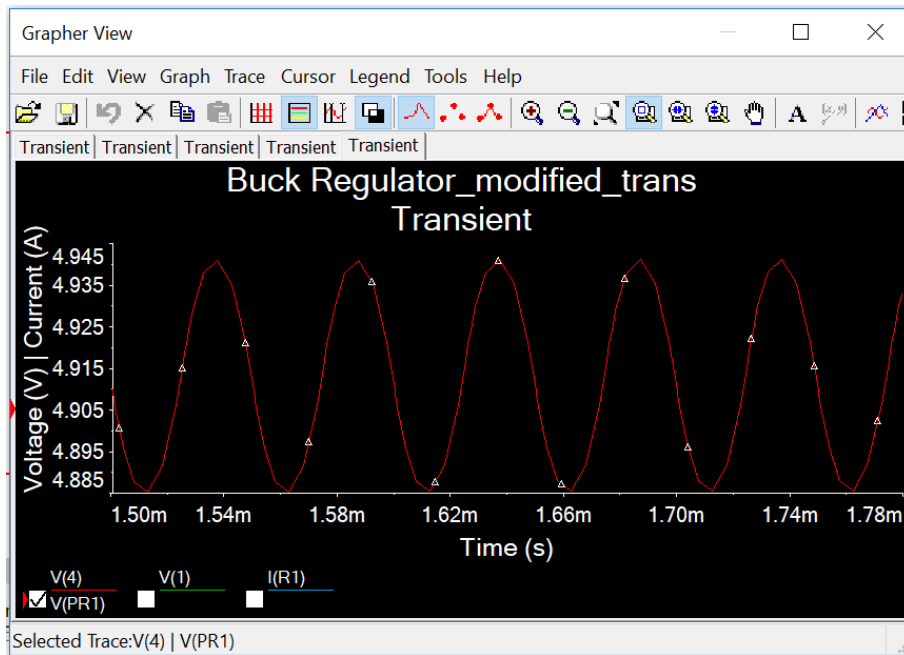 Grapher View
File Edit View Graph Trace Cursor Legend Tools Help
A
Transient Transient Transient Transient Transient
Buck Regulator_modified_trans
Transient
Voltage (V) | Current (A)
4.945
4.935
4.925
4.915
4.905
4.895
4.885
1.50m 1.54m 1.58m 1.62m 1.66m 1.70m 1.74m 1.78m
Time (s)
V(4) V(1) I(R1)
V(PR1)
Selected Trace:V(4) | V(PR1)